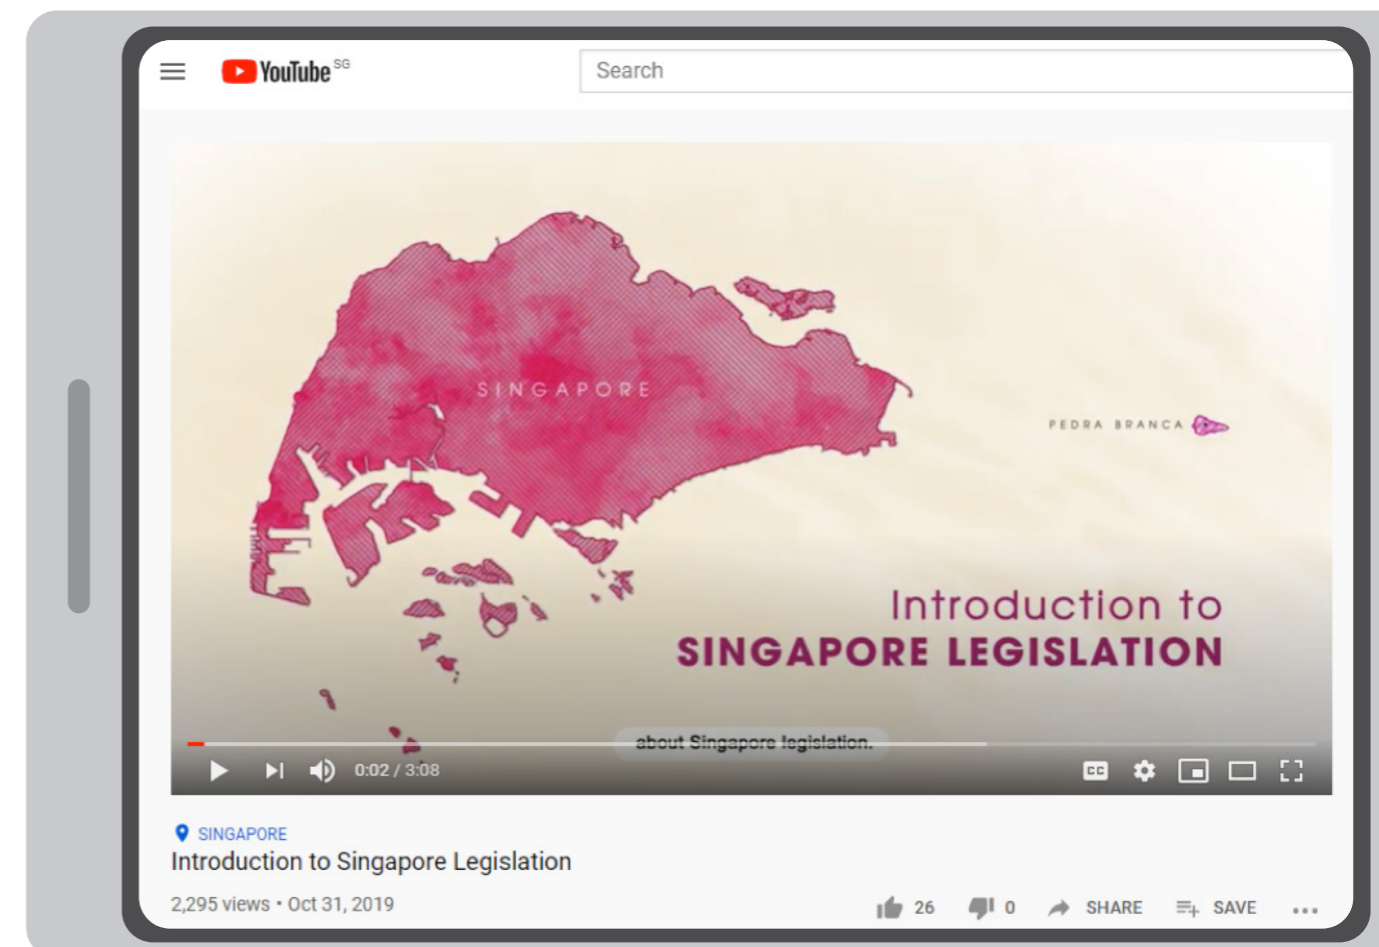 YouTube SG
Search
SINGAPORE
PEDRA BRANCA
Introduction to
SINGAPORE LEGISLATION
about Singapore legislation.
0:02 / 3:08
CC
SINGAPORE
Introduction to Singapore Legislation
2,295 views • Oct 31, 2019
26 0 SHARE SAVE